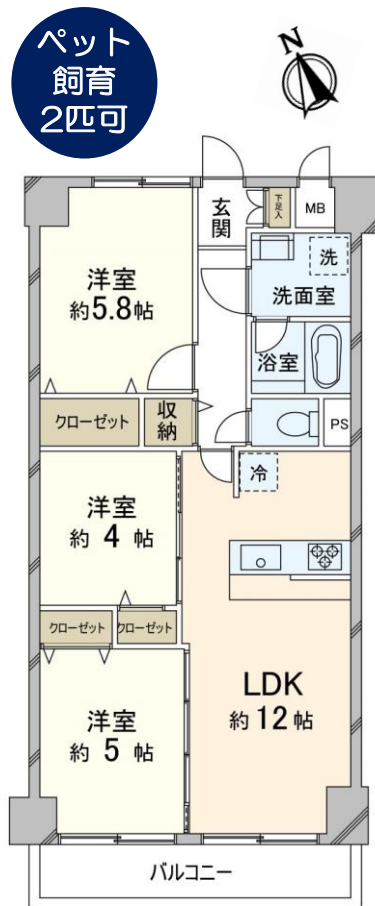 ペット
飼育
2匹可
N
玄
関
下足入
MB
洋室
約5.8帖
洗
洗面室
浴室
クローゼット
収
納
PS
冷
洋室
約 4 帖
クローゼット
クローゼット
LDK
約 12 帖
洋室
約 5 帖
バルコニー